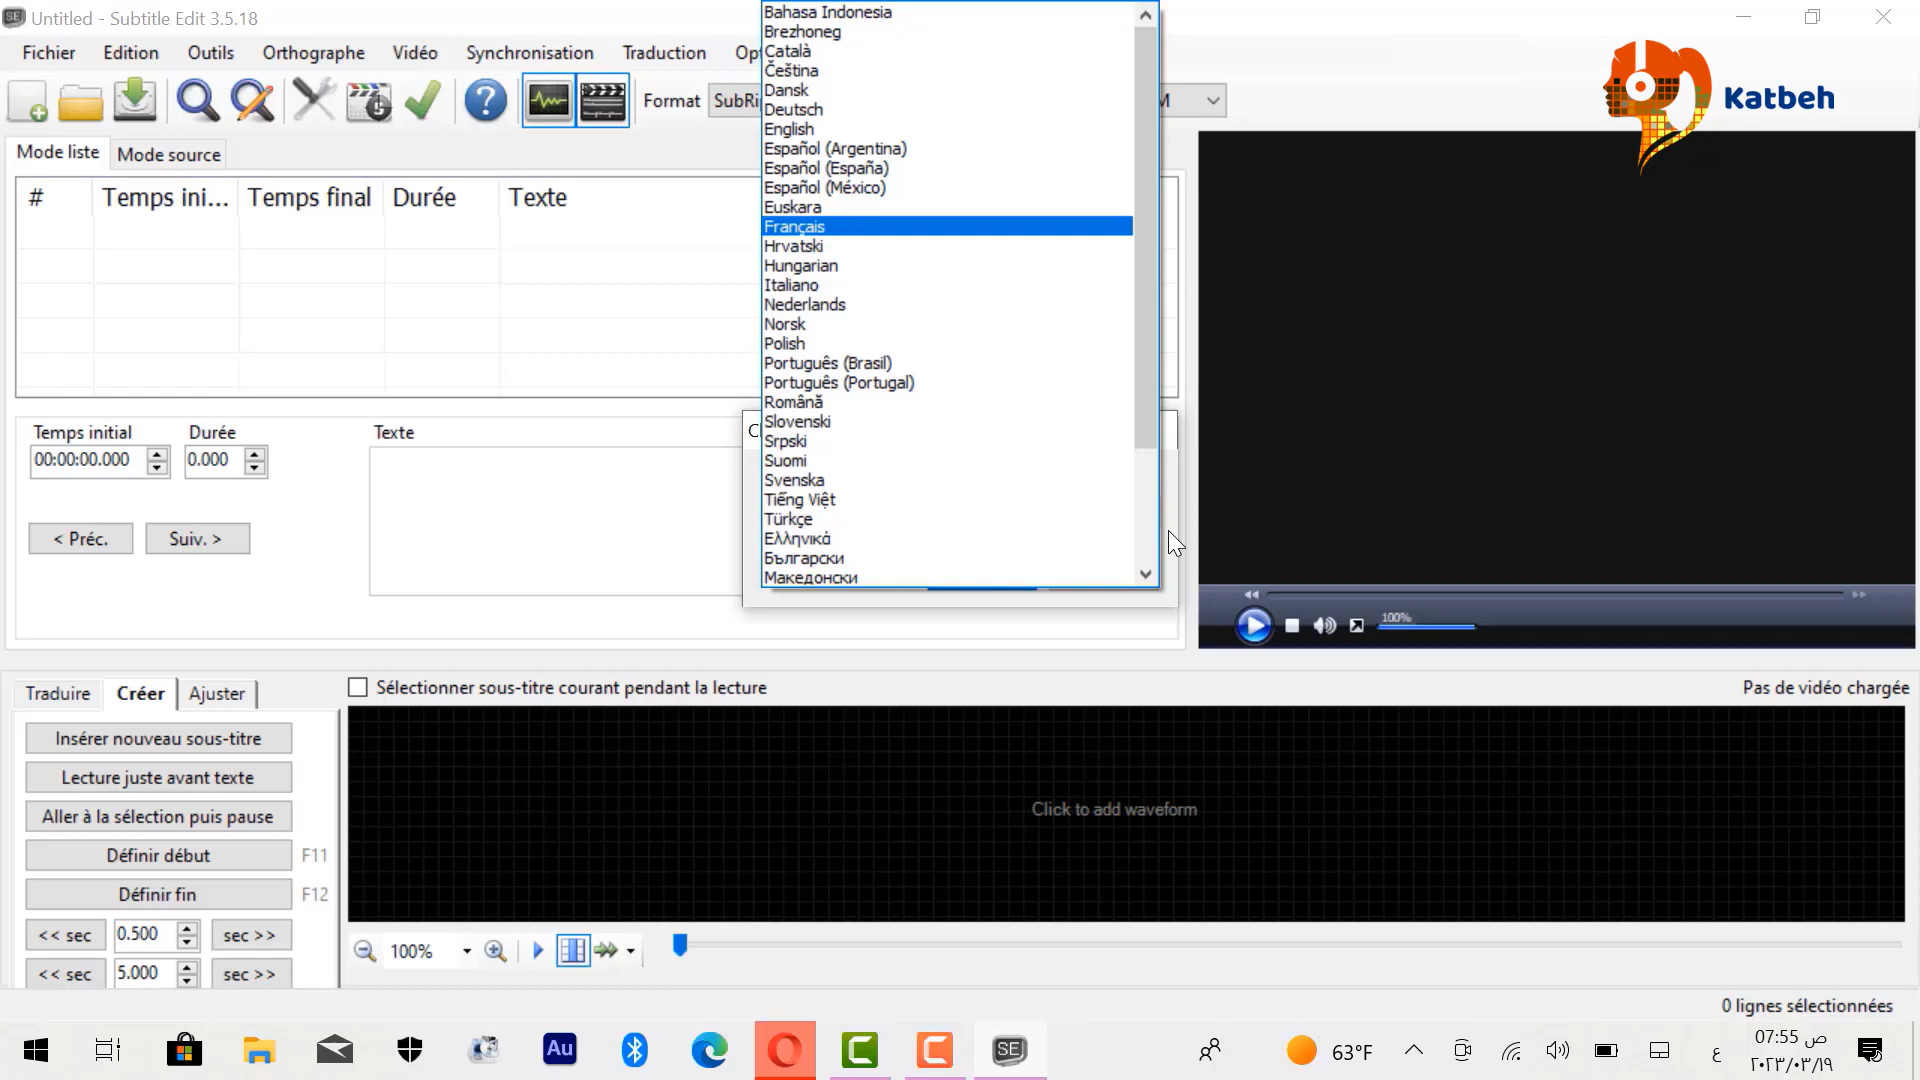 Untitled - Subtitle Edit 3.5.18
Fichier Edition Outils Orthographe Vidéo Synchronisation Traduction Opt
Format SubRi M
Katbeh
Mode liste Mode source
# Temps ini... Temps final Durée Texte
Bahasa Indonesia
Brezhoneg
Català
Čeština
Dansk
Deutsch
English
Español (Argentina)
Español (España)
Español (México)
Euskara
Français
Hrvatski
Hungarian
Italiano
Nederlands
Norsk
Polish
Português (Brasil)
Português (Portugal)
Română
Slovenski
Srpski
Suomi
Svenska
Tiếng Việt
Türkçe
Ελληνικά
Български
Македонски
Temps initial Durée Texte
00:00:00.000 0.000
< Préc. Suiv. >
100%
Traduire Créer Ajuster
Sélectionner sous-titre courant pendant la lecture
Pas de vidéo chargée
Insérer nouveau sous-titre
Lecture juste avant texte
Aller à la sélection puis pause
Définir début F11
Définir fin F12
<< sec 0.500 sec >>
<< sec 5.000 sec >>
Click to add waveform
100%
0 lignes sélectionnées
Au
SE
63°F
ع
07:55 ص
٢٠٢٣/٠٣/١٩